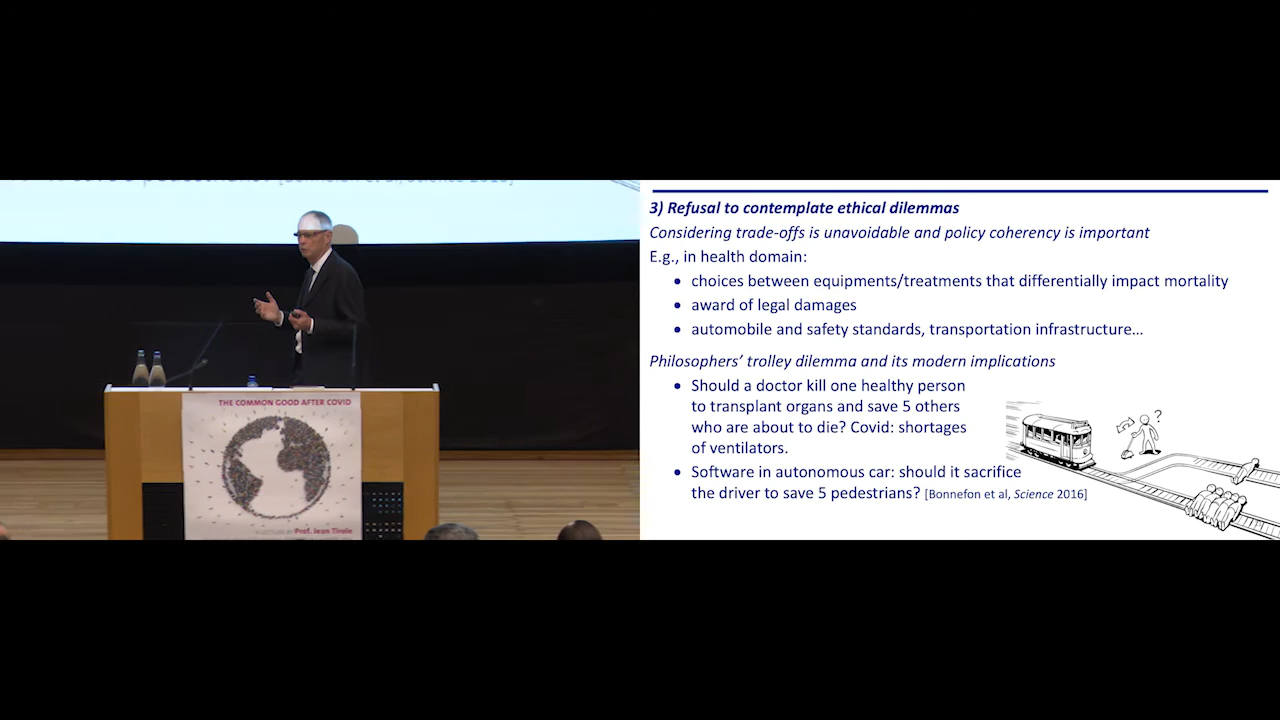 THE COMMON GOOD AFTER COVID
Prof. Jean Tirole
3) Refusal to contemplate ethical dilemmas
Considering trade-offs is unavoidable and policy coherency is important
E.g., in health domain:
• choices between equipments/treatments that differentially impact mortality
• award of legal damages
• automobile and safety standards, transportation infrastructure…
Philosophers’ trolley dilemma and its modern implications
• Should a doctor kill one healthy person
to transplant organs and save 5 others
who are about to die? Covid: shortages
of ventilators.
• Software in autonomous car: should it sacrifice
the driver to save 5 pedestrians? [Bonnefon et al, Science 2016]
?